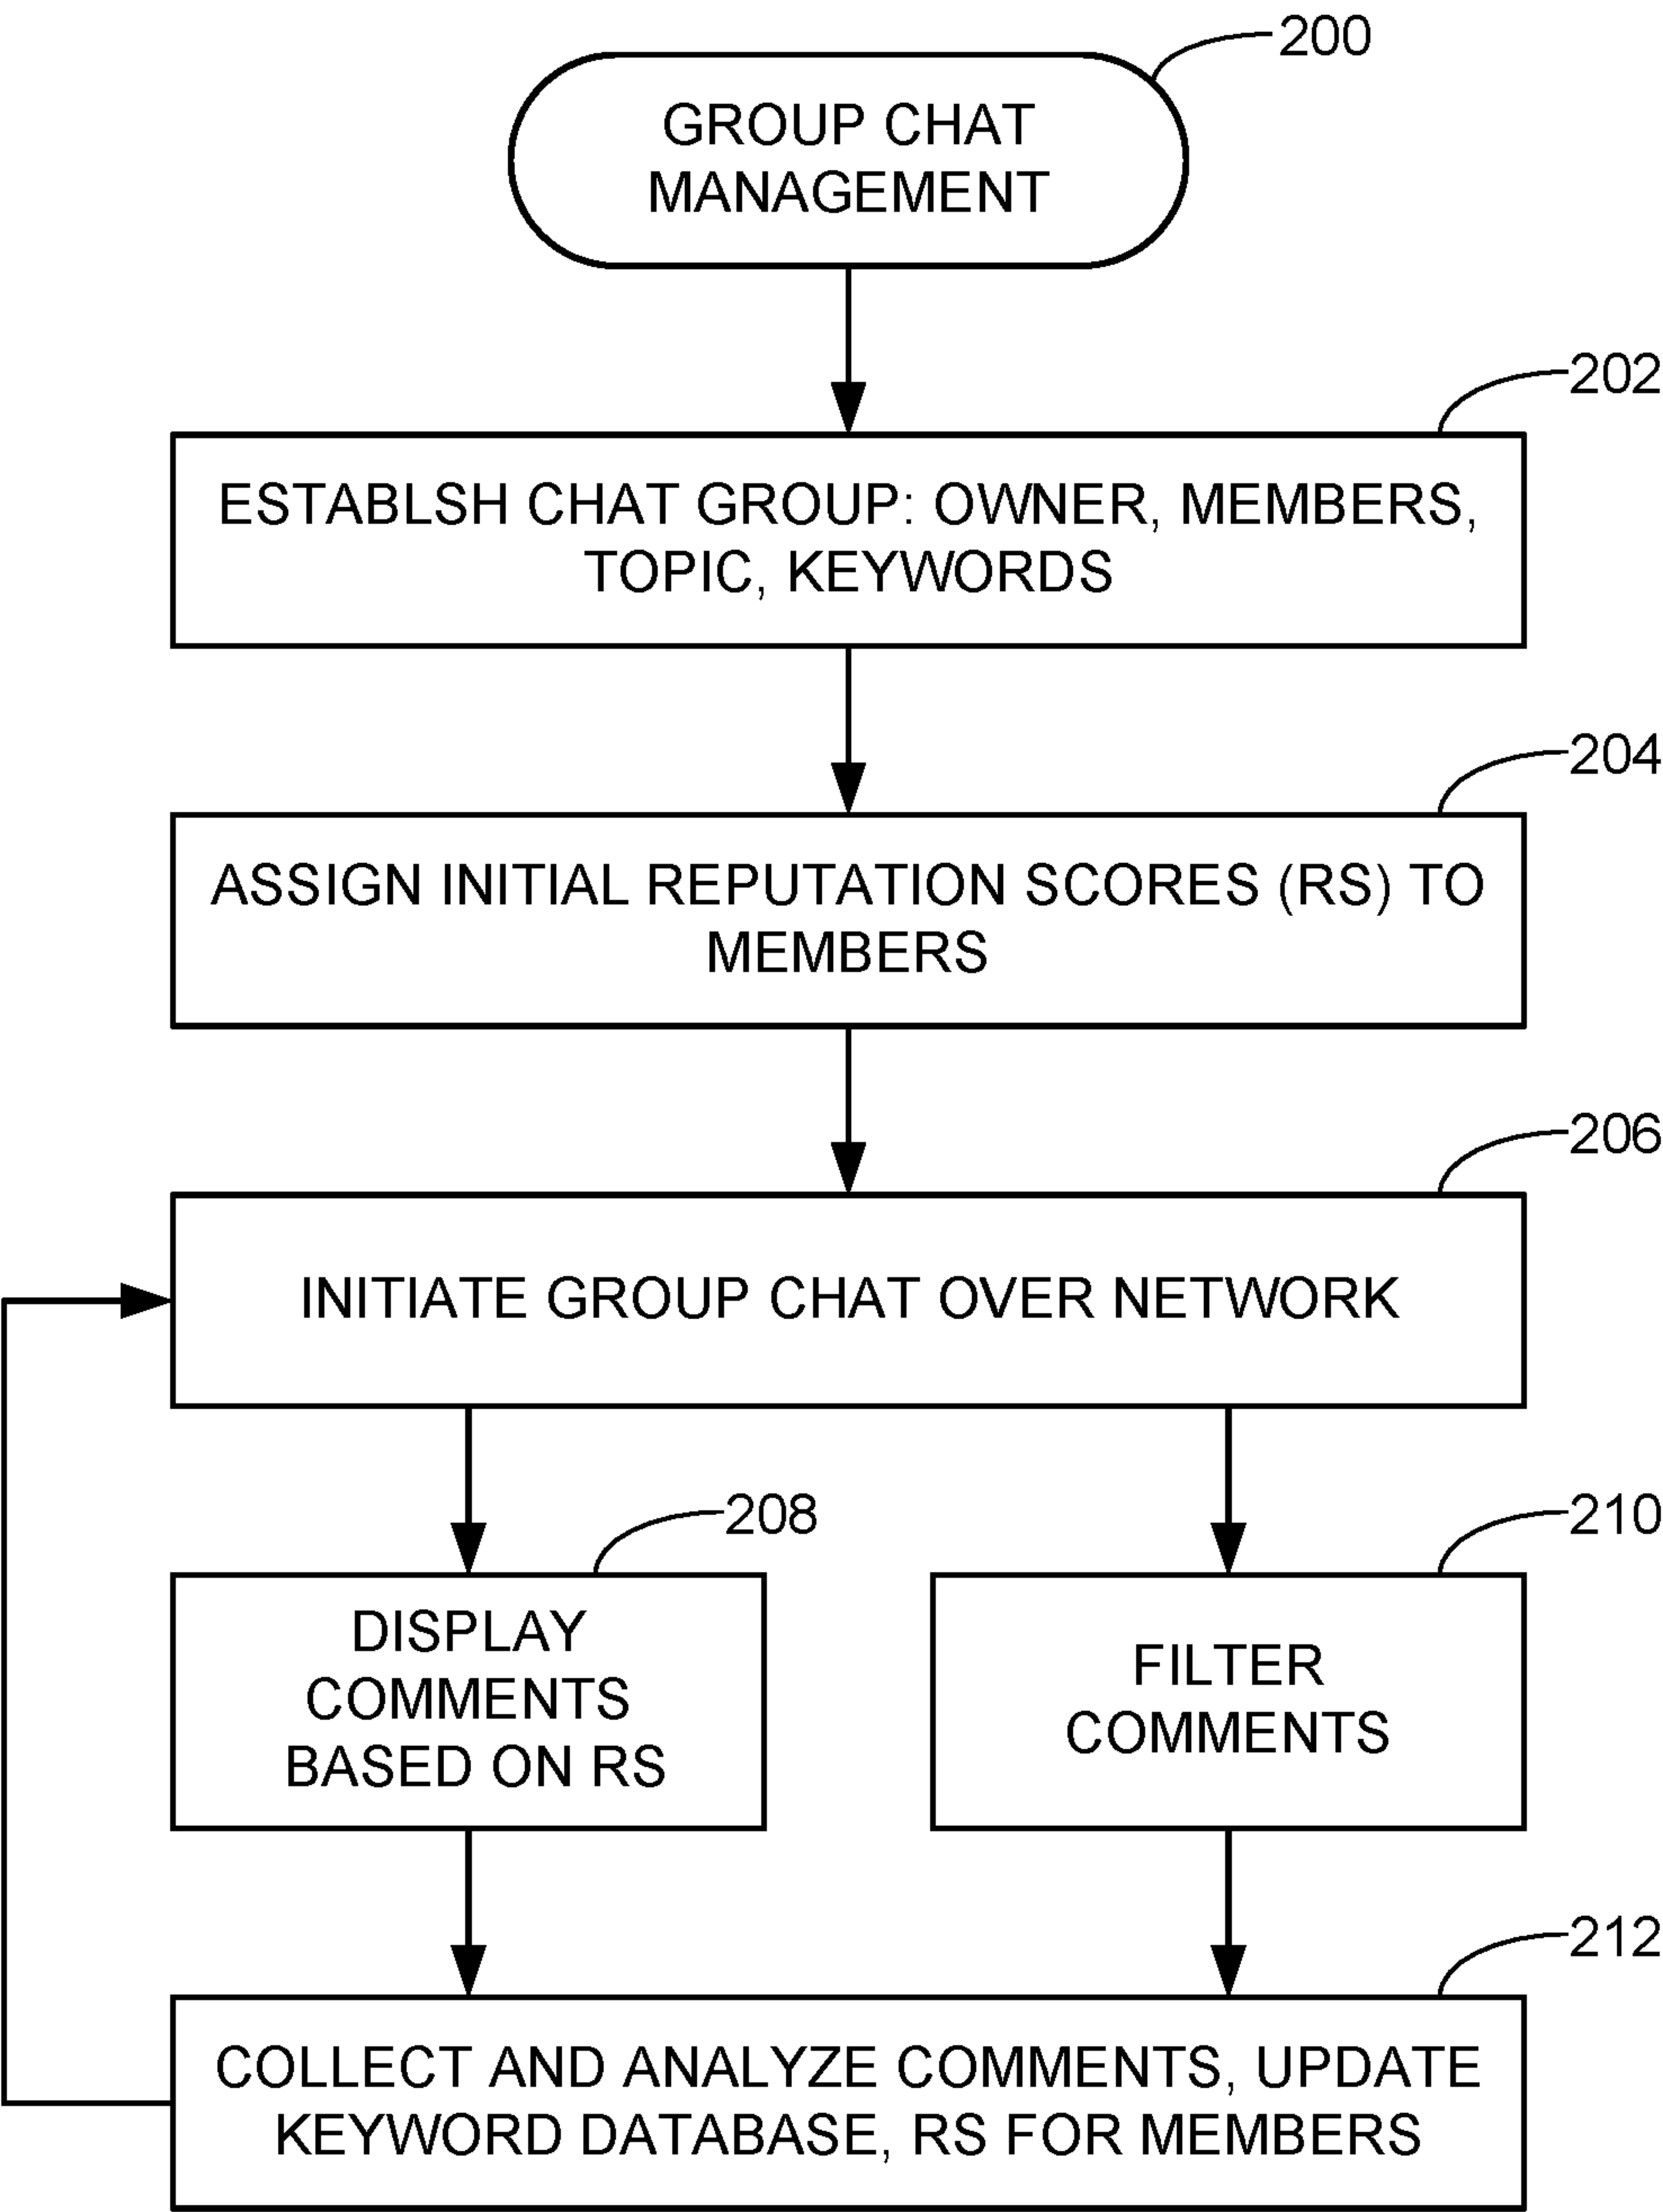 200
GROUP CHAT
MANAGEMENT
202
ESTABLSH CHAT GROUP: OWNER, MEMBERS,
TOPIC, KEYWORDS
204
ASSIGN INITIAL REPUTATION SCORES (RS) TO
MEMBERS
206
INITIATE GROUP CHAT OVER NETWORK
208
DISPLAY
COMMENTS
BASED ON RS
210
FILTER
COMMENTS
212
COLLECT AND ANALYZE COMMENTS, UPDATE
KEYWORD DATABASE, RS FOR MEMBERS